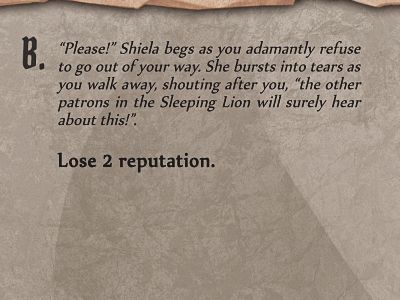 B. “Please!” Shiela begs as you adamantly refuse
to go out of your way. She bursts into tears as
you walk away, shouting after you, “the other
patrons in the Sleeping Lion will surely hear
about this!”.
Lose 2 reputation.